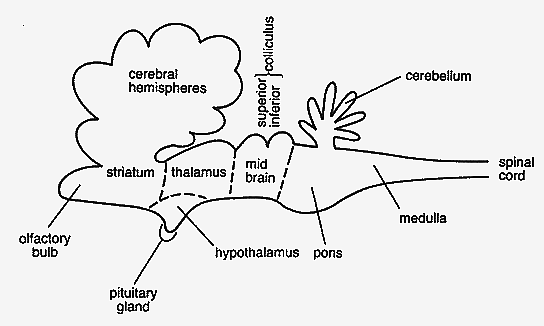 cerebral
hemispheres
superior
inferior
colliculus
cerebellum
striatum
thalamus
mid
brain
spinal
cord
medulla
olfactory
bulb
hypothalamus
pons
pituitary
gland